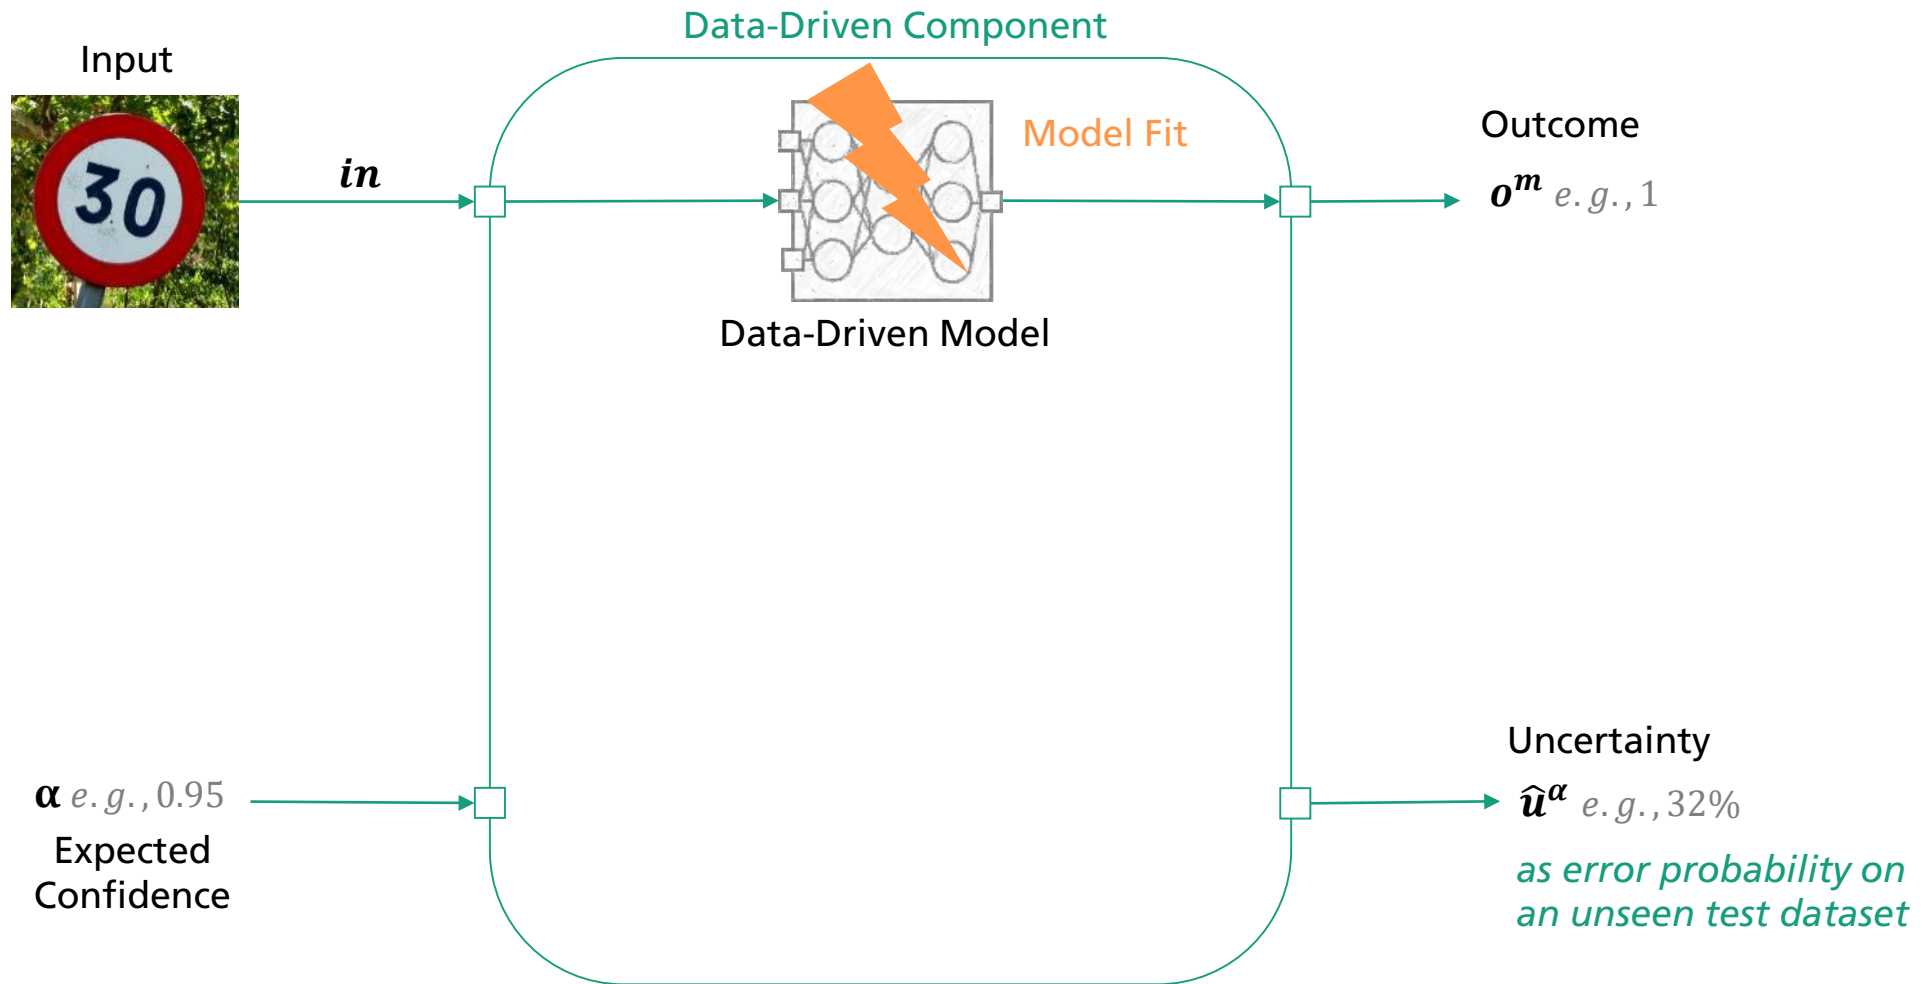 Data-Driven Component
Input
30
in
Model Fit
Outcome
o^m e.g., 1
Data-Driven Model
Uncertainty
α e.g., 0.95
û^α e.g., 32%
Expected
Confidence
as error probability on
an unseen test dataset